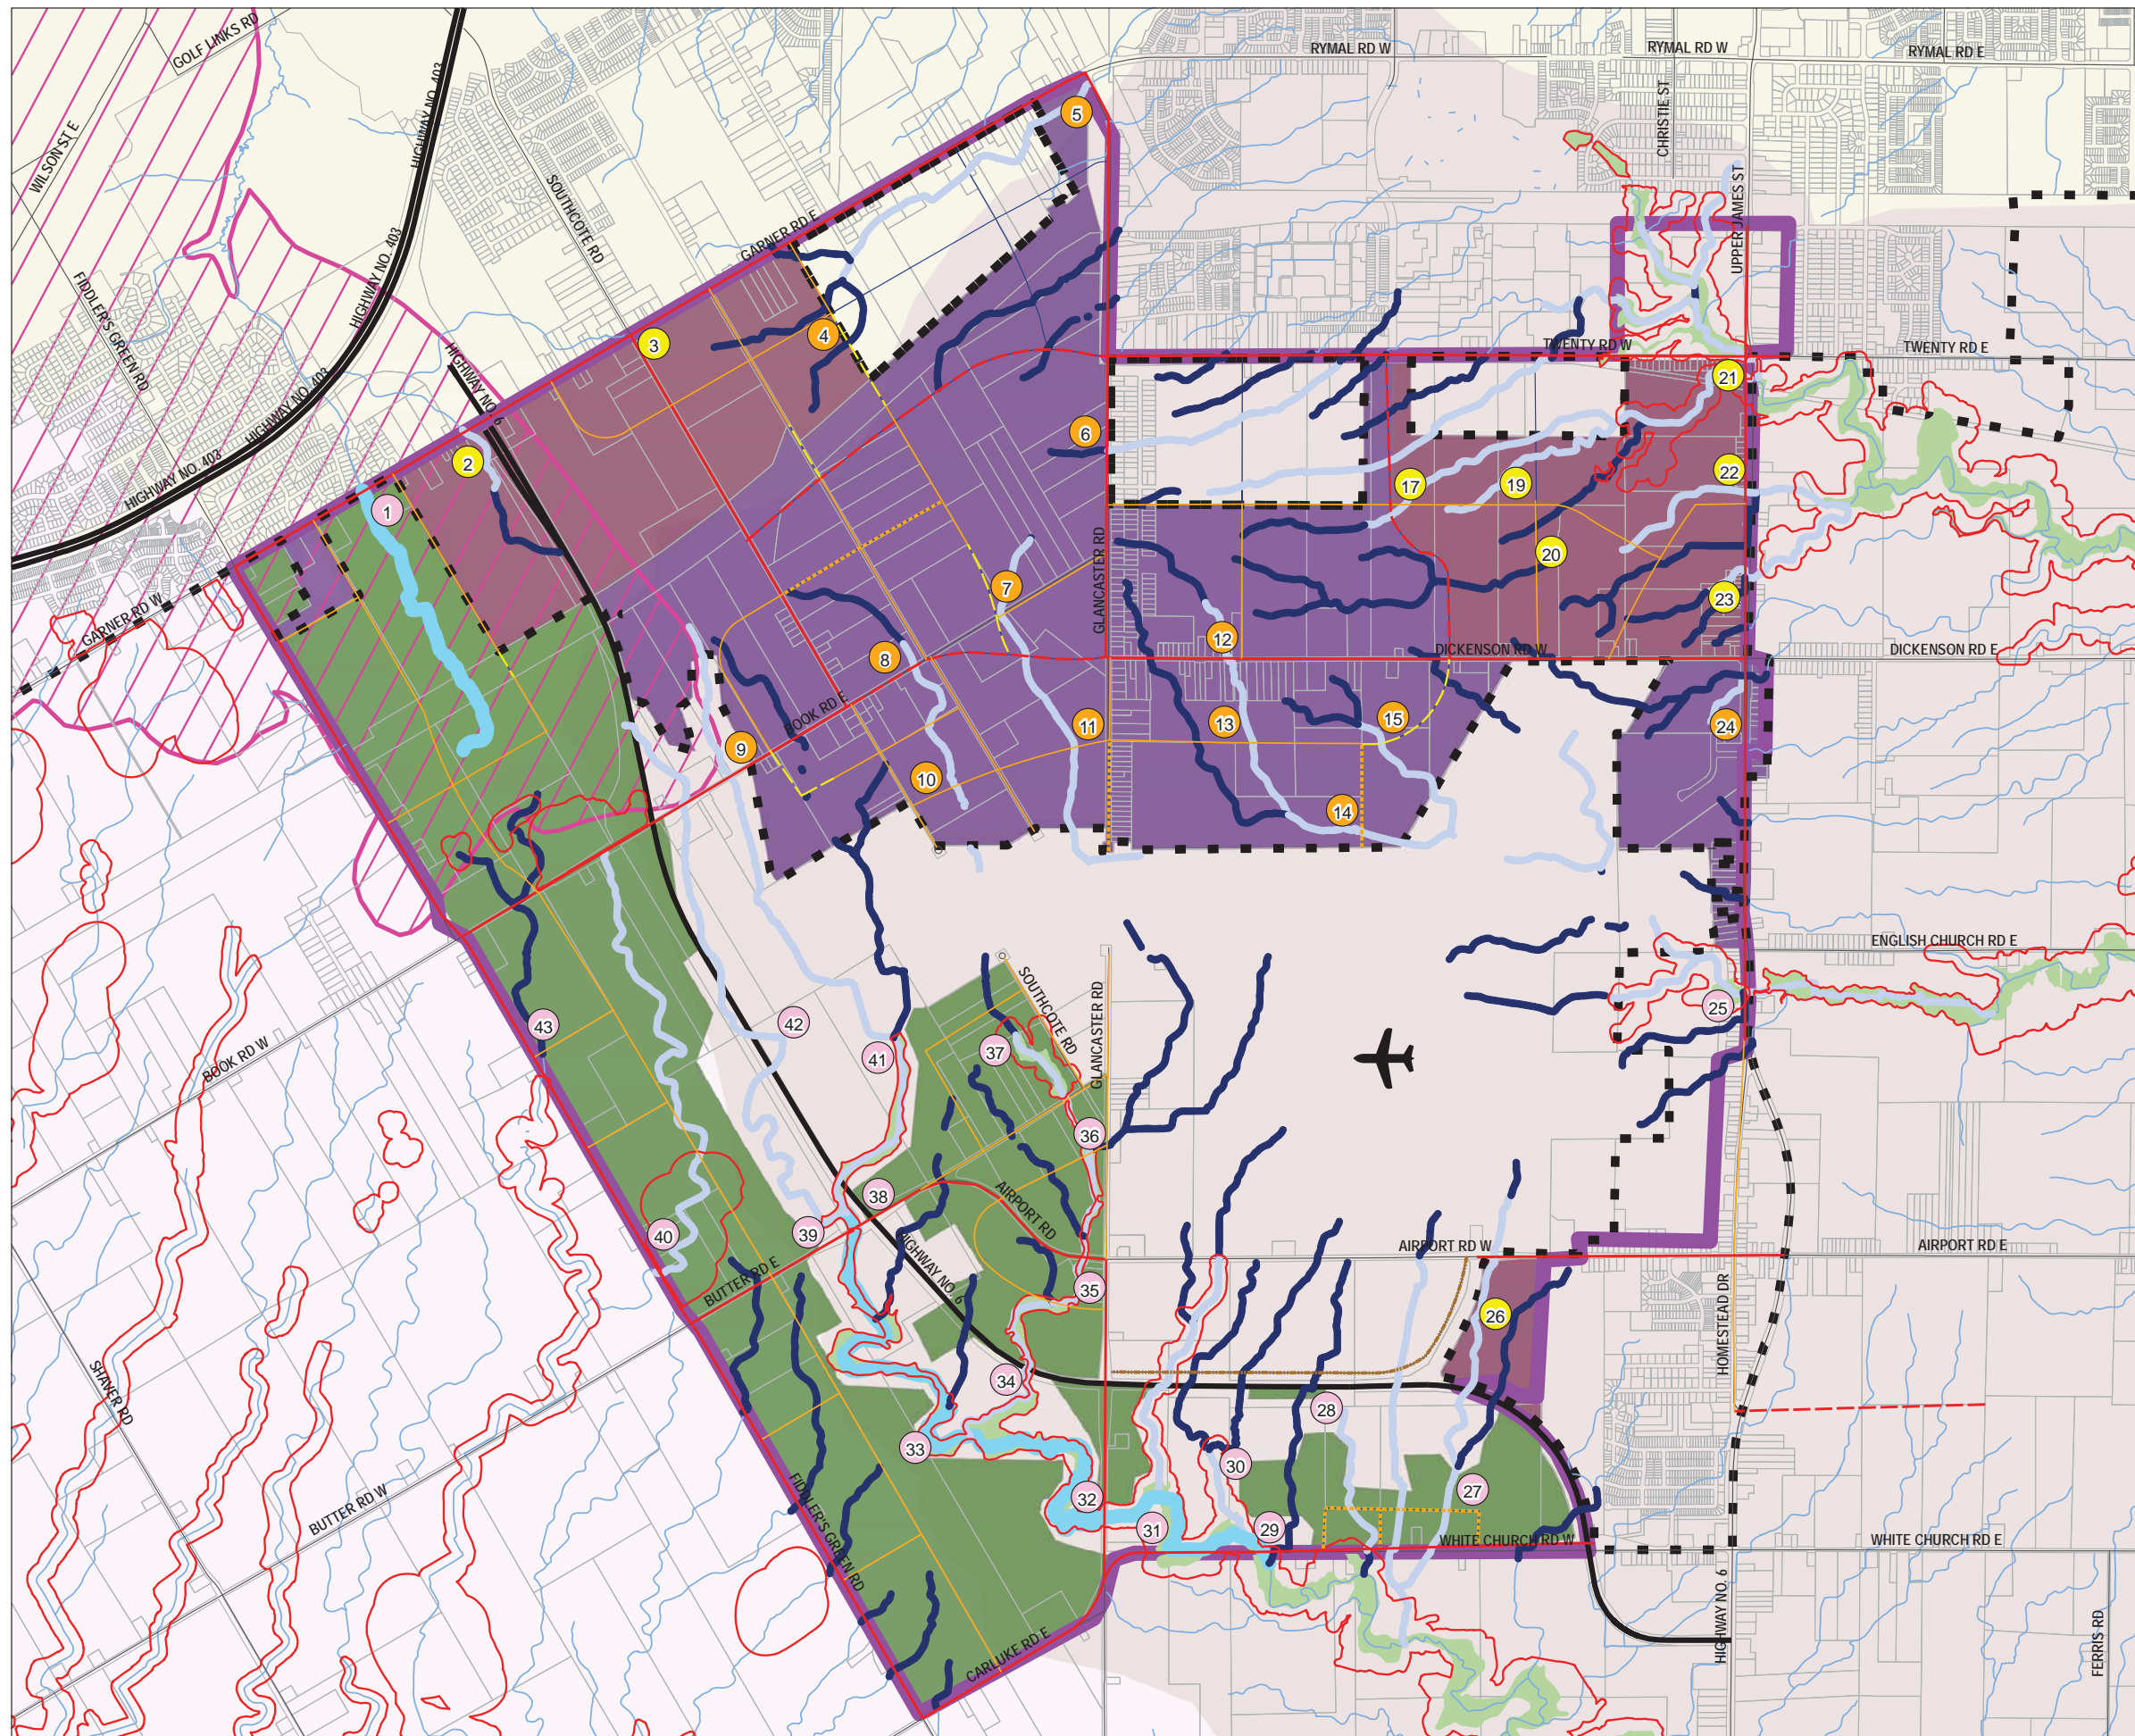 GOLF LINKS RD
HIGHWAY NO. 403
RYMAL RD W
RYMAL RD W
RYMAL RD E
WILSON ST E
SOUTHCOTE RD
CHRISTIE ST
5
UPPER JAMES ST
GARNER RD E
HIGHWAY NO. 403
FIDDLER'S GREEN RD
HIGHWAY NO. 6
3
4
TWENTY RD W
TWENTY RD E
HIGHWAY NO. 403
21
6
2
HIGHWAY NO. 403
22
17
19
1
GLANCASTER RD
20
7
23
GARNER RD W
12
8
DICKENSON RD W
DICKENSON RD E
BOOK RD E
9
11
13
15
24
10
14
ENGLISH CHURCH RD E
SOUTHCOTE RD
GLANCASTER RD
25
43
42
37
41
BOOK RD W
36
38
AIRPORT RD
39
40
AIRPORT RD W
AIRPORT RD E
HIGHWAY NO. 6
BUTTER RD E
35
HOMESTEAD DR
26
SHAVER RD
34
28
33
30
27
32
FIDDLER'S GREEN RD
BUTTER RD W
31
29
WHITE CHURCH RD W
WHITE CHURCH RD E
HIGHWAY NO. 6
FERRIS RD
CARLUKE RD E